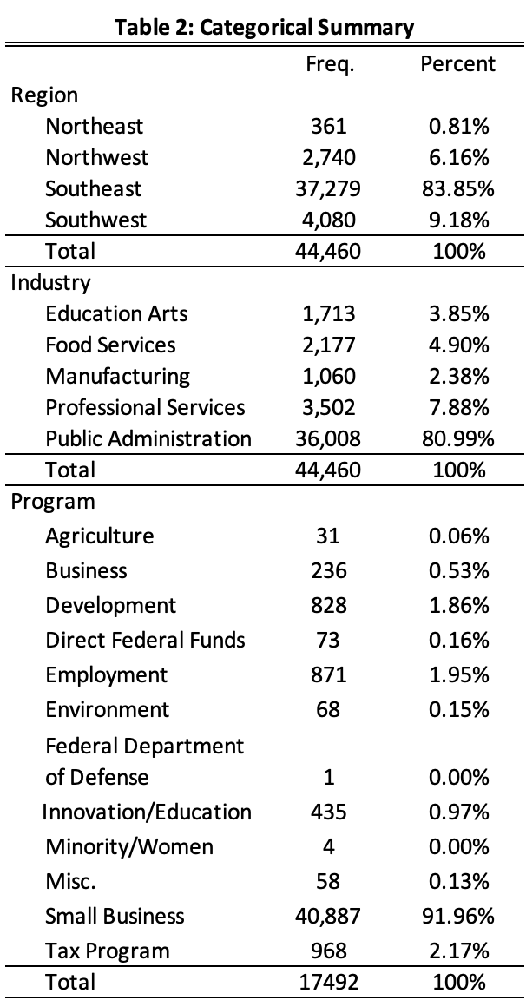 Table 2: Categorical Summary
Freq. Percent
Region
Northeast 361 0.81%
Northwest 2,740 6.16%
Southeast 37,279 83.85%
Southwest 4,080 9.18%
Total 44,460 100%
Industry
Education Arts 1,713 3.85%
Food Services 2,177 4.90%
Manufacturing 1,060 2.38%
Professional Services 3,502 7.88%
Public Administration 36,008 80.99%
Total 44,460 100%
Program
Agriculture 31 0.06%
Business 236 0.53%
Development 828 1.86%
Direct Federal Funds 73 0.16%
Employment 871 1.95%
Environment 68 0.15%
Federal Department
of Defense 1 0.00%
Innovation/Education 435 0.97%
Minority/Women 4 0.00%
Misc. 58 0.13%
Small Business 40,887 91.96%
Tax Program 968 2.17%
Total 17492 100%